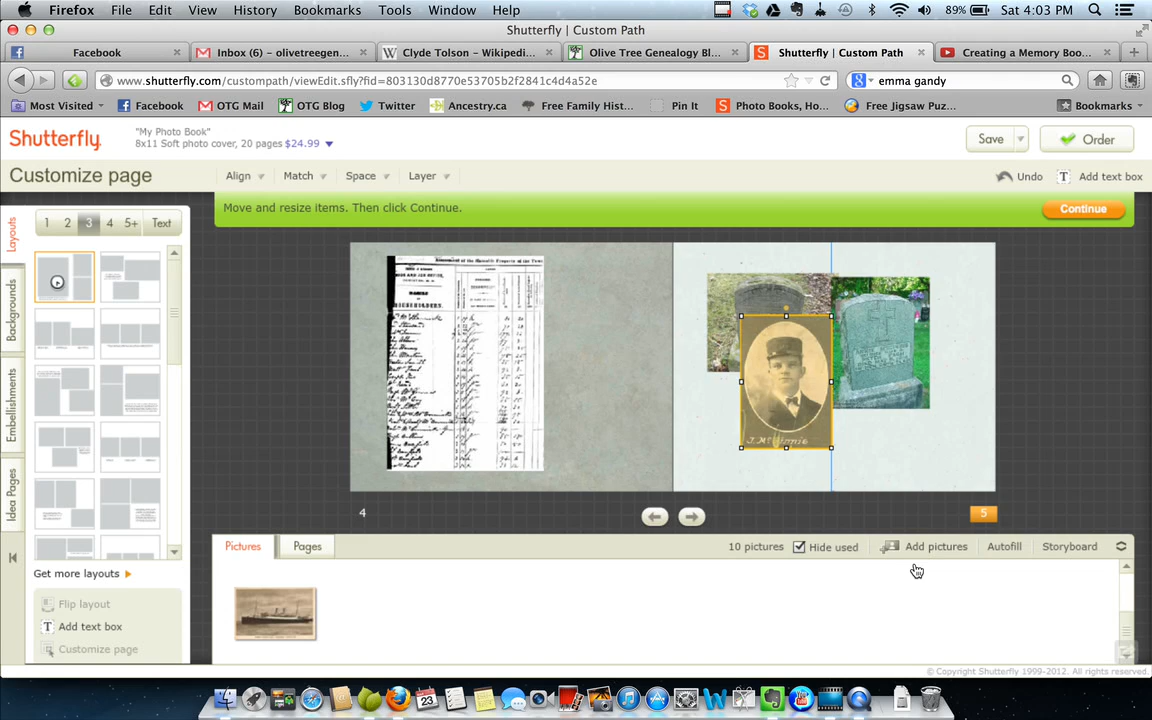 Firefox File Edit View History Bookmarks Tools Window Help 89% Sat 4:03 PM
Shutterfly | Custom Path
Facebook Inbox (6) – olivetreegen... Clyde Tolson – Wikipedi... Olive Tree Genealogy Bl... Shutterfly | Custom Path Creating a Memory Boo...
www.shutterfly.com/custompath/viewEdit.sfly?fid=803130d8770e53705b2f2841c4d4a52e emma gandy
Most Visited Facebook OTG Mail OTG Blog Twitter Ancestry.ca Free Family Hist... Pin It Photo Books, Ho... Free Jigsaw Puz... Bookmarks
Shutterfly
"My Photo Book"
8x11 Soft photo cover, 20 pages $24.99
Save Order
Customize page Align Match Space Layer Undo T Add text box
Move and resize items. Then click Continue. Continue
Layouts
Backgrounds
Embellishments
Idea Pages
1 2 3 4 5+ Text
HOUSEHOLDERS.
4 5
Get more layouts
Flip layout
T Add text box
Customize page
Pictures Pages 10 pictures Hide used Add pictures Autofill Storyboard
© Copyright Shutterfly 1999-2012. All rights reserved.